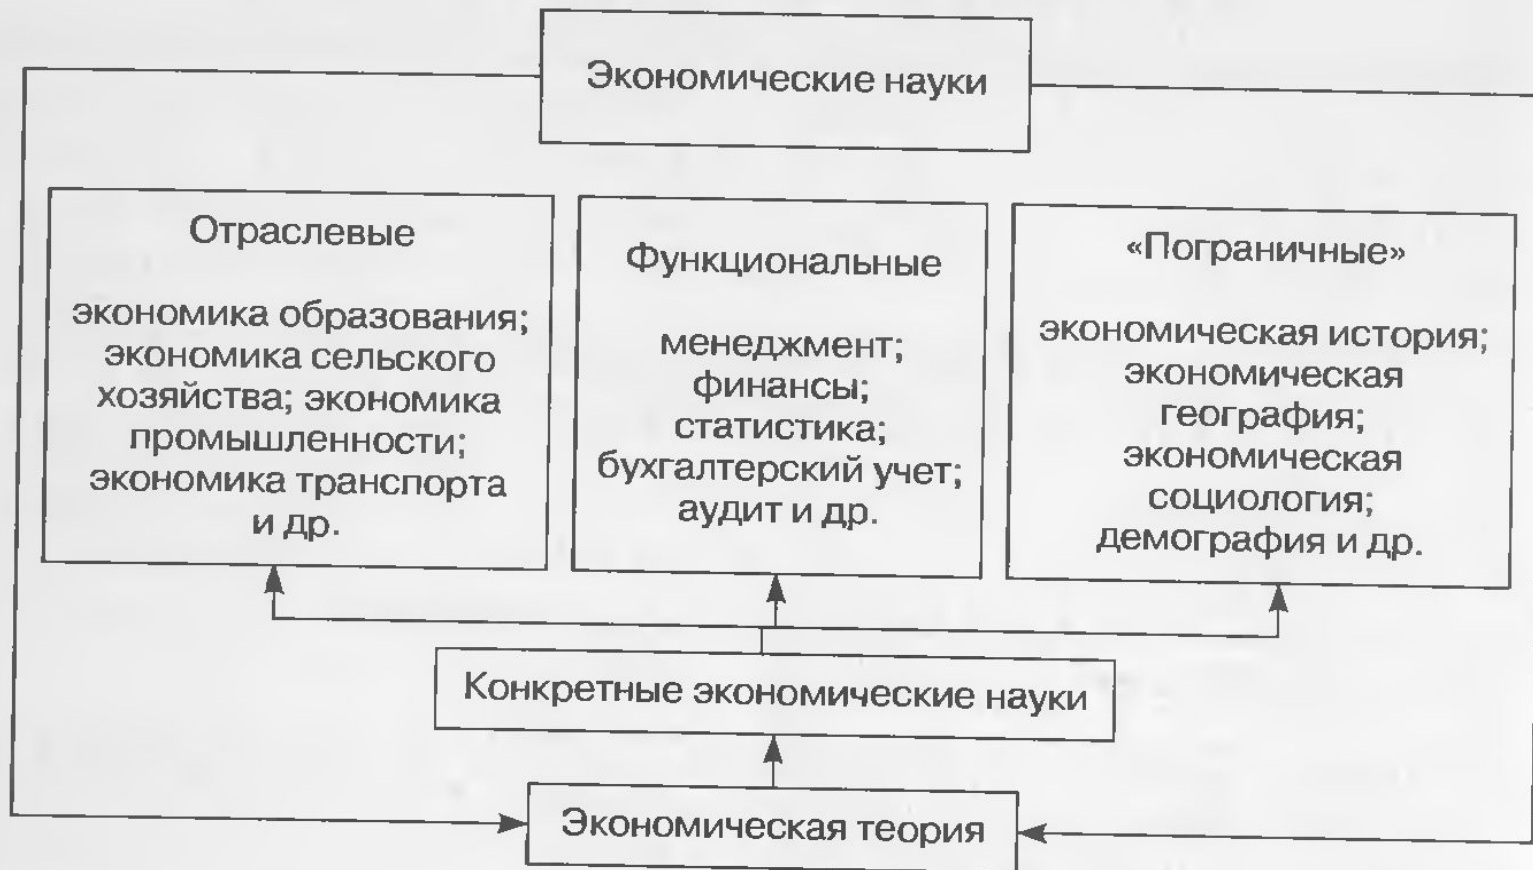 Экономические науки
Отраслевые
экономика образования;
экономика сельского
хозяйства; экономика
промышленности;
экономика транспорта
и др.
Функциональные
менеджмент;
финансы;
статистика;
бухгалтерский учет;
аудит и др.
«Пограничные»
экономическая история;
экономическая
география;
экономическая
социология;
демография и др.
Конкретные экономические науки
Экономическая теория